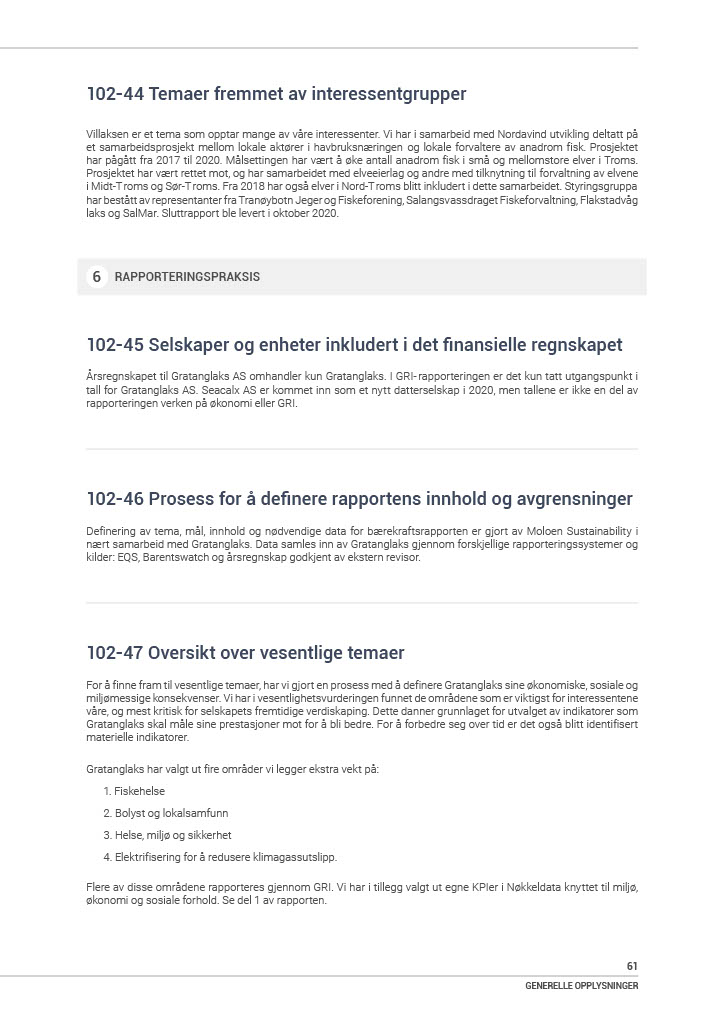 102-44 Temaer fremmet av interessentgrupper
Villaksen er et tema som opptar mange av våre interessenter. Vi har i samarbeid med Nordavind utvikling deltatt på
et samarbeidsprosjekt mellom lokale aktører i havbruksnæringen og lokale forvaltere av anadrom fisk. Prosjektet
har pågått fra 2017 til 2020. Målsettingen har vært å øke antall anadrom fisk i små og mellomstore elver i Troms.
Prosjektet har vært rettet mot, og har samarbeidet med elveeierlag og andre med tilknytning til forvaltning av elvene
i Midt-Troms og Sør-Troms. Fra 2018 har også elver i Nord-Troms blitt inkludert i dette samarbeidet. Styringsgruppa
har bestått av representanter fra Tranøybotn Jeger og Fiskeforening, Salangsvassdraget Fiskeforvaltning, Flakstadvåg
laks og SalMar. Sluttrapport ble levert i oktober 2020.
6 RAPPORTERINGSPRAKSIS
102-45 Selskaper og enheter inkludert i det finansielle regnskapet
Årsregnskapet til Gratanglaks AS omhandler kun Gratanglaks. I GRI-rapporteringen er det kun tatt utgangspunkt i
tall for Gratanglaks AS. Seacalx AS er kommet inn som et nytt datterselskap i 2020, men tallene er ikke en del av
rapporteringen verken på økonomi eller GRI.
102-46 Prosess for å definere rapportens innhold og avgrensninger
Definering av tema, mål, innhold og nødvendige data for bærekraftsrapporten er gjort av Moloen Sustainability i
nært samarbeid med Gratanglaks. Data samles inn av Gratanglaks gjennom forskjellige rapporteringssystemer og
kilder: EQS, Barentswatch og årsregnskap godkjent av ekstern revisor.
102-47 Oversikt over vesentlige temaer
For å finne fram til vesentlige temaer, har vi gjort en prosess med å definere Gratanglaks sine økonomiske, sosiale og
miljømessige konsekvenser. Vi har i vesentlighetsvurderingen funnet de områdene som er viktigst for interessentene
våre, og mest kritisk for selskapets fremtidige verdiskaping. Dette danner grunnlaget for utvalget av indikatorer som
Gratanglaks skal måle sine prestasjoner mot for å bli bedre. For å forbedre seg over tid er det også blitt identifisert
materielle indikatorer.
Gratanglaks har valgt ut fire områder vi legger ekstra vekt på:
1. Fiskehelse
2. Bolyst og lokalsamfunn
3. Helse, miljø og sikkerhet
4. Elektrifisering for å redusere klimagassutslipp.
Flere av disse områdene rapporteres gjennom GRI. Vi har i tillegg valgt ut egne KPIer i Nøkkeldata knyttet til miljø,
økonomi og sosiale forhold. Se del 1 av rapporten.
61
GENERELLE OPPLYSNINGER